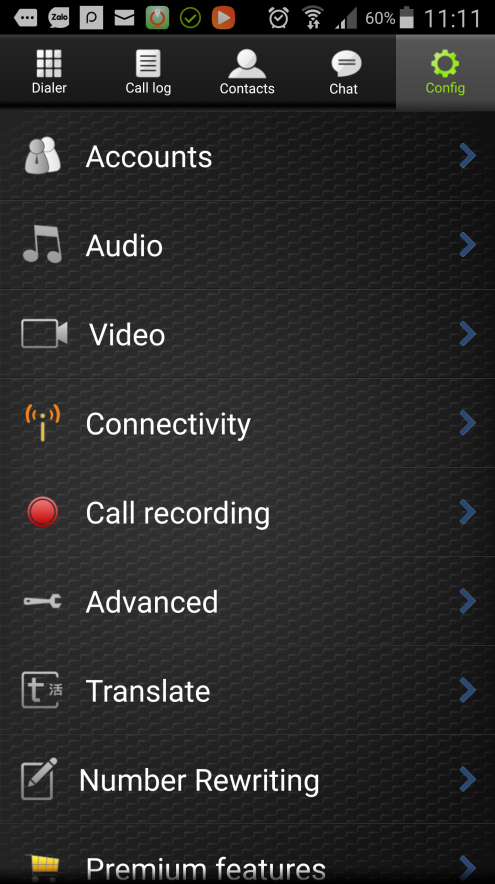 Zalo
60% 11:11
Dialer Call log Contacts Chat Config
Accounts
Audio
Video
Connectivity
Call recording
Advanced
t活 Translate
Number Rewriting
Premium features